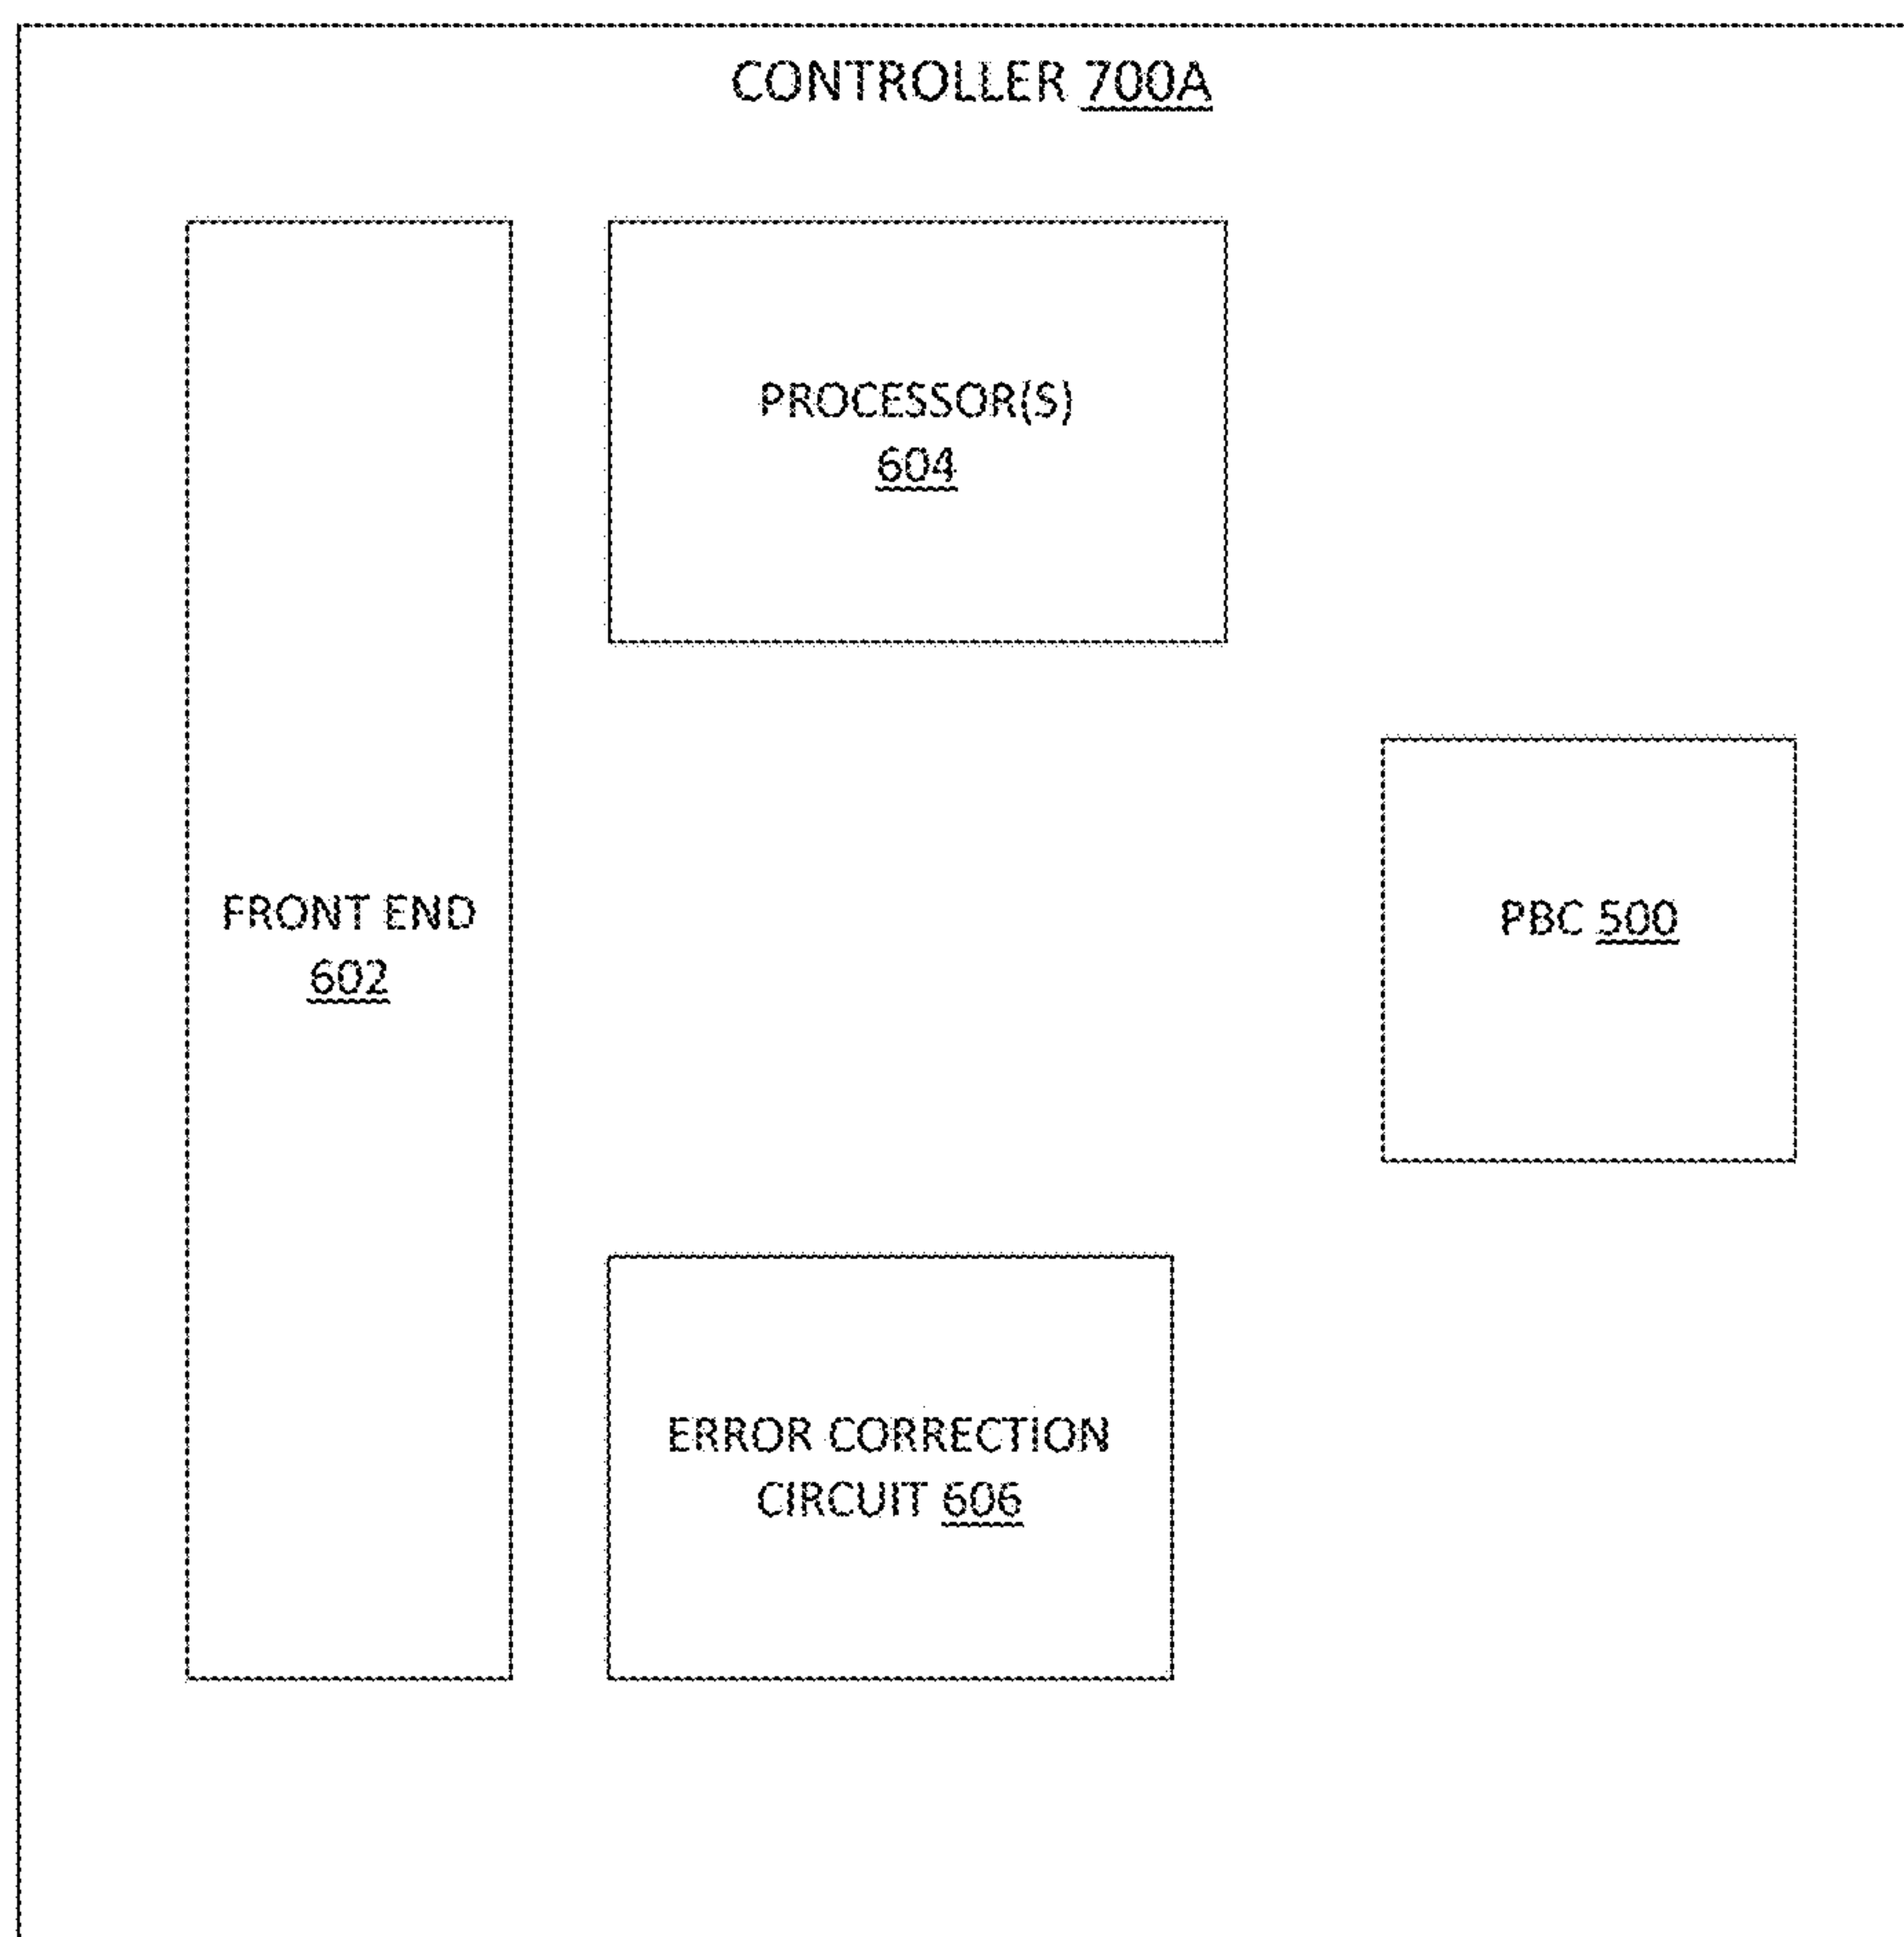 CONTROLLER 700A
PROCESSOR(S)
604
FRONT END
602
PBC 500
ERROR CORRECTION
CIRCUIT 606